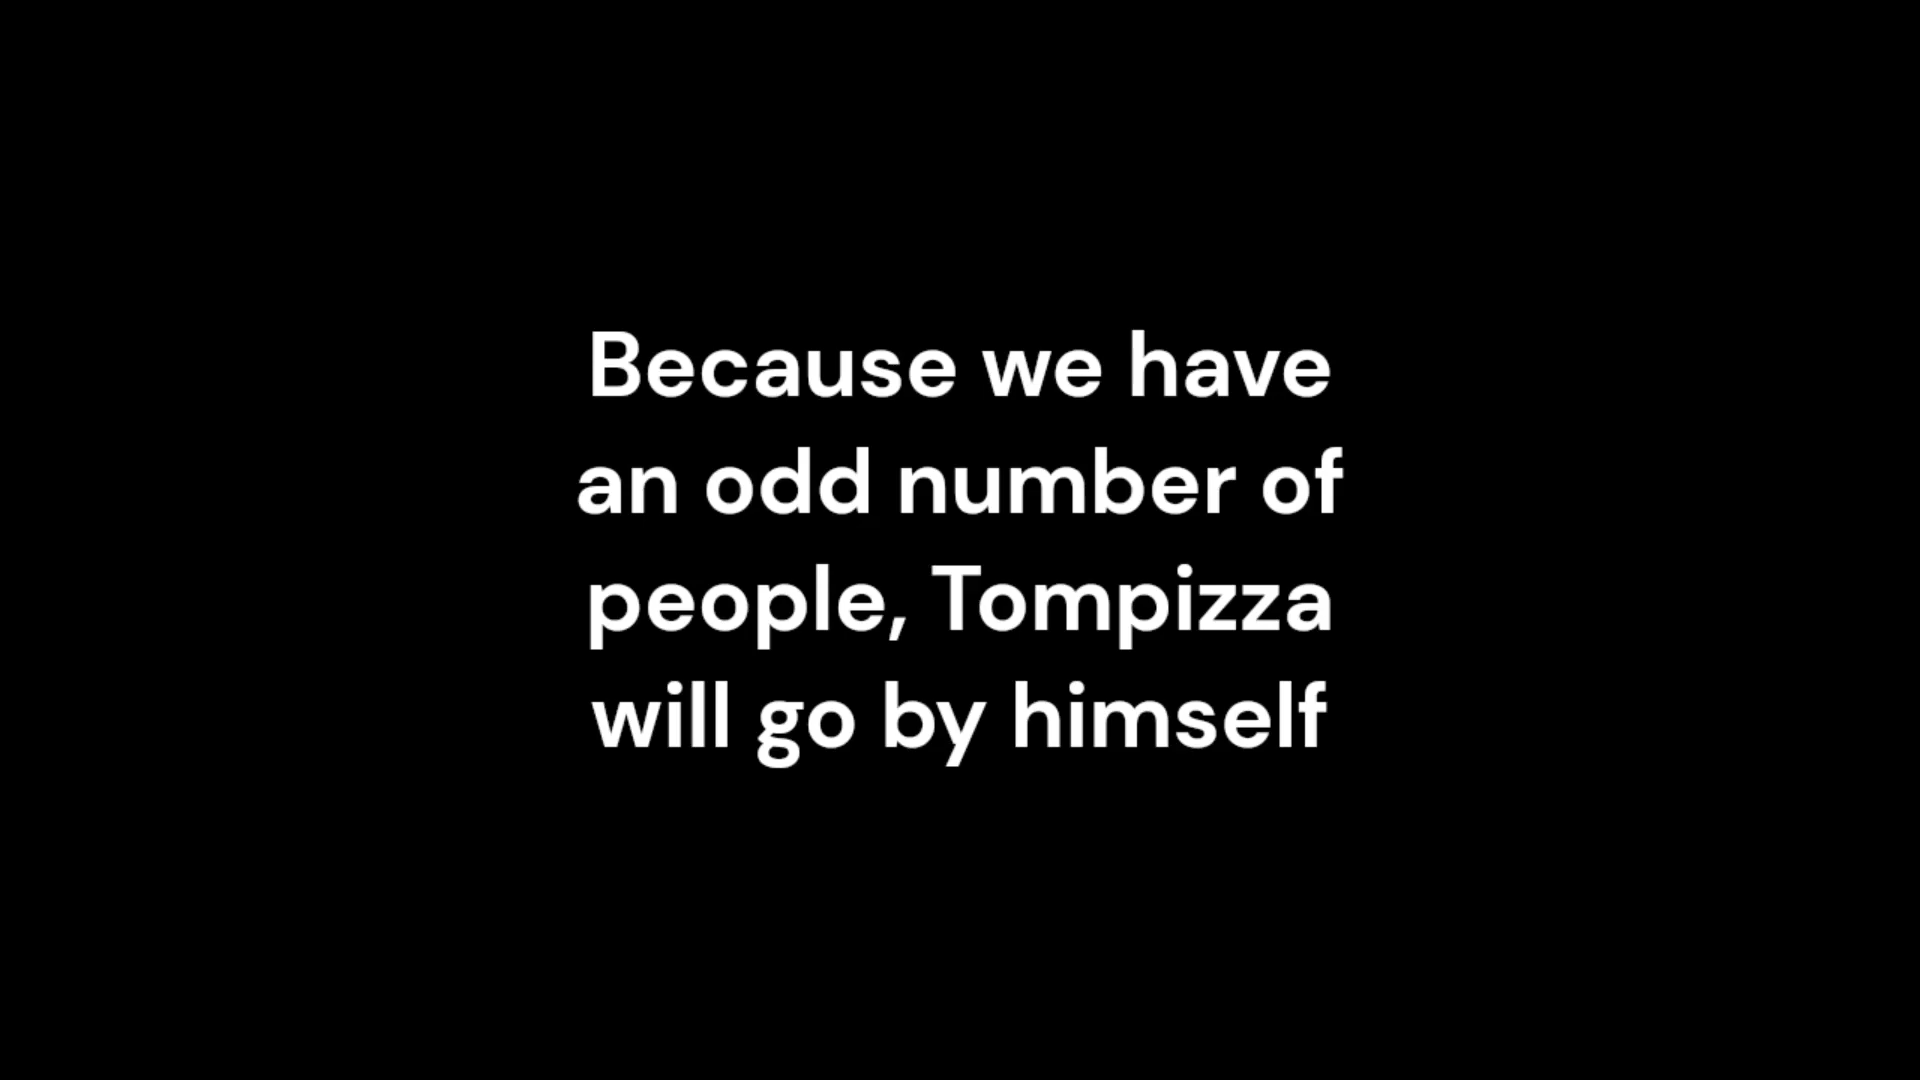 Because we have
an odd number of
people, Tompizza
will go by himself